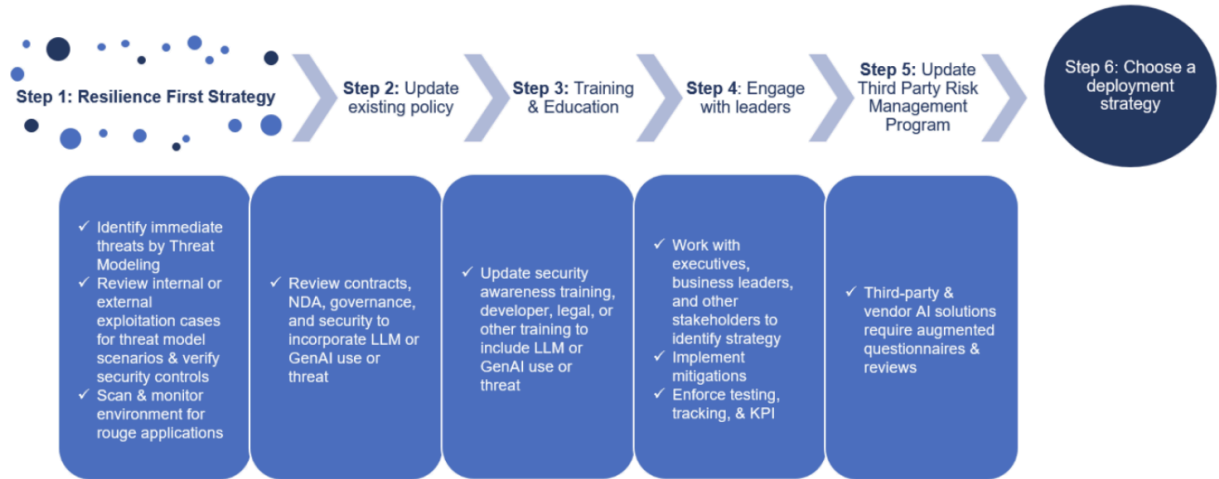 Step 1: Resilience First Strategy
Step 2: Update
existing policy
Step 3: Training
& Education
Step 4: Engage
with leaders
Step 5: Update
Third Party Risk
Management
Program
Step 6: Choose a
deployment
strategy
✓ Identify immediate
threats by Threat
Modeling
✓ Review internal or
external
exploitation cases
for threat model
scenarios & verify
security controls
✓ Scan & monitor
environment for
rouge applications
✓ Review contracts,
NDA, governance,
and security to
incorporate LLM or
GenAI use or
threat
✓ Update security
awareness training,
developer, legal, or
other training to
include LLM or
GenAI use or
threat
✓ Work with
executives,
business leaders,
and other
stakeholders to
identify strategy
✓ Implement
mitigations
✓ Enforce testing,
tracking, & KPI
✓ Third-party &
vendor AI solutions
require augmented
questionnaires &
reviews